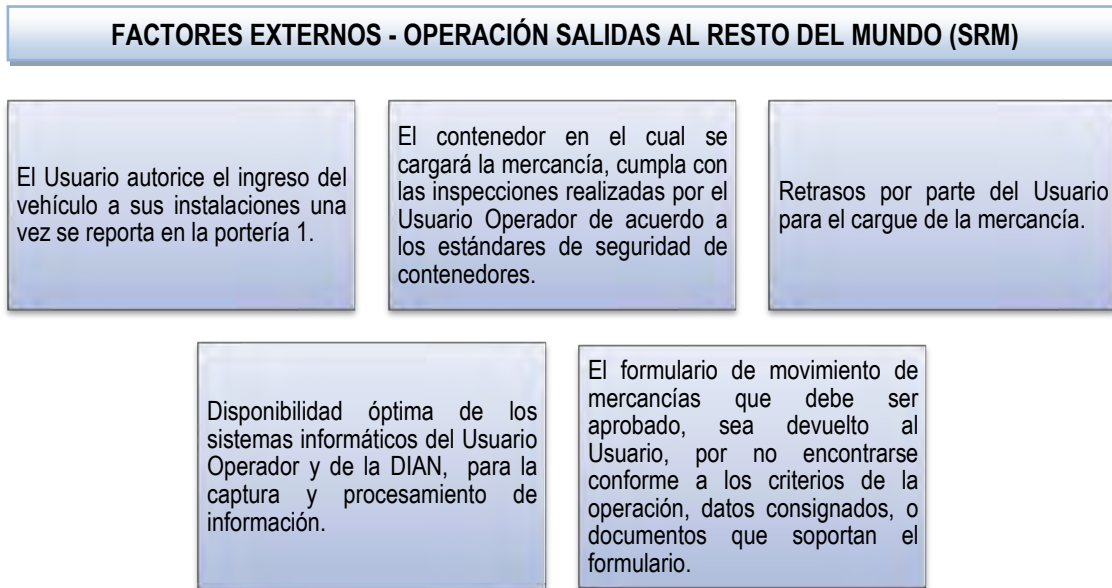 FACTORES EXTERNOS - OPERACIÓN SALIDAS AL RESTO DEL MUNDO (SRM)
El Usuario autorice el ingreso del
vehículo a sus instalaciones una
vez se reporta en la portería 1.
El contenedor en el cual se
cargará la mercancía, cumpla con
las inspecciones realizadas por el
Usuario Operador de acuerdo a
los estándares de seguridad de
contenedores.
Retrasos por parte del Usuario
para el cargue de la mercancía.
Disponibilidad óptima de los
sistemas informáticos del Usuario
Operador y de la DIAN, para la
captura y procesamiento de
información.
El formulario de movimiento de
mercancías que debe ser
aprobado, sea devuelto al
Usuario, por no encontrarse
conforme a los criterios de la
operación, datos consignados, o
documentos que soportan el
formulario.